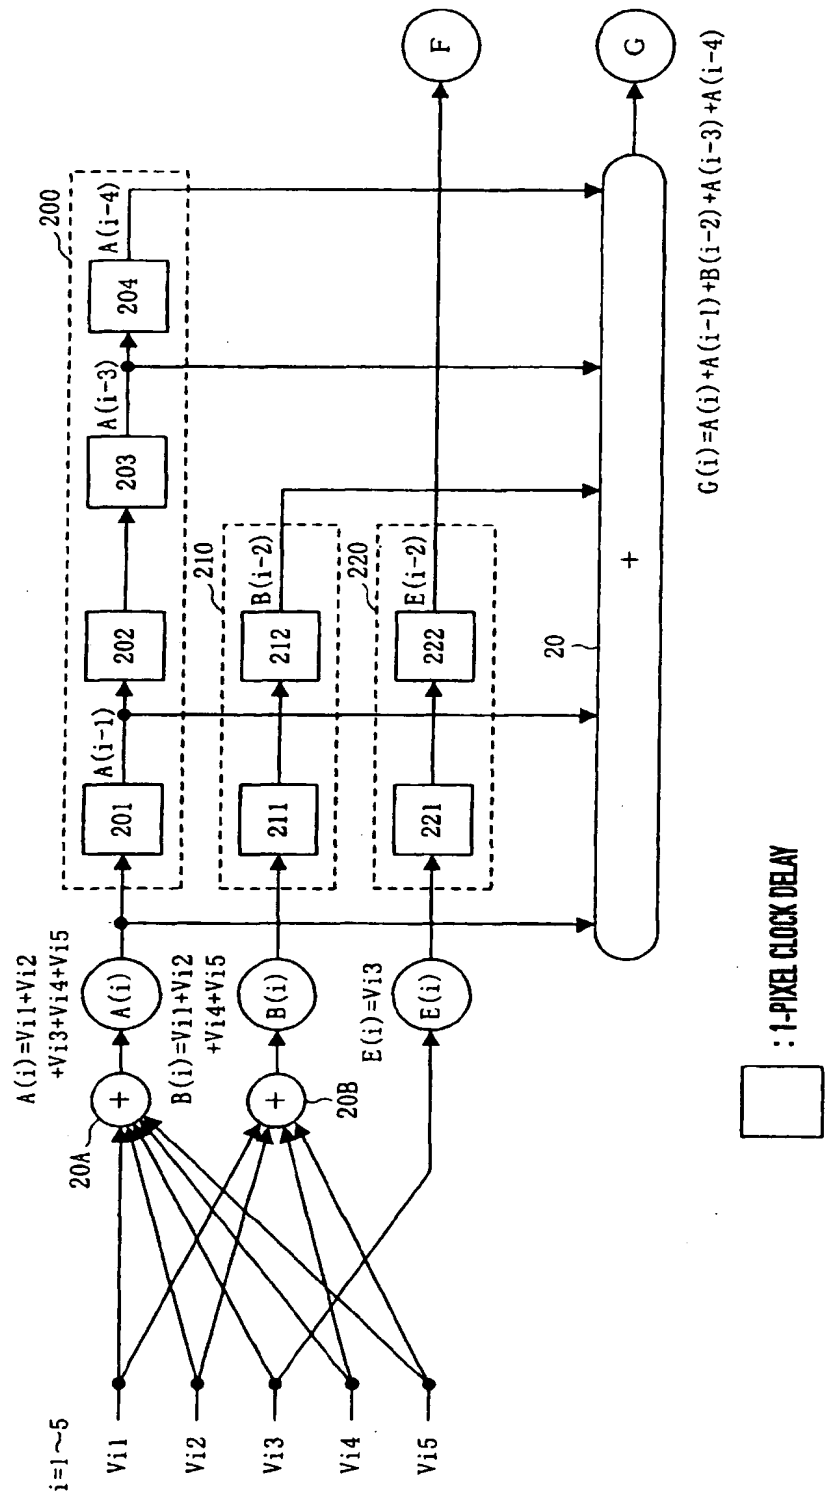 i=1~5
Vi1
Vi2
Vi3
Vi4
Vi5
20A
+
+
20B
A(i)=Vi1+Vi2
+Vi3+Vi4+Vi5
A(i)
B(i)=Vi1+Vi2
+Vi4+Vi5
B(i)
E(i)=Vi3
E(i)
200
201
A(i-1)
202
203
A(i-3)
204
A(i-4)
210
211
212
B(i-2)
220
221
222
E(i-2)
20
+
F
G
G(i)=A(i)+A(i-1)+B(i-2)+A(i-3)+A(i-4)
: 1-PIXEL CLOCK DELAY